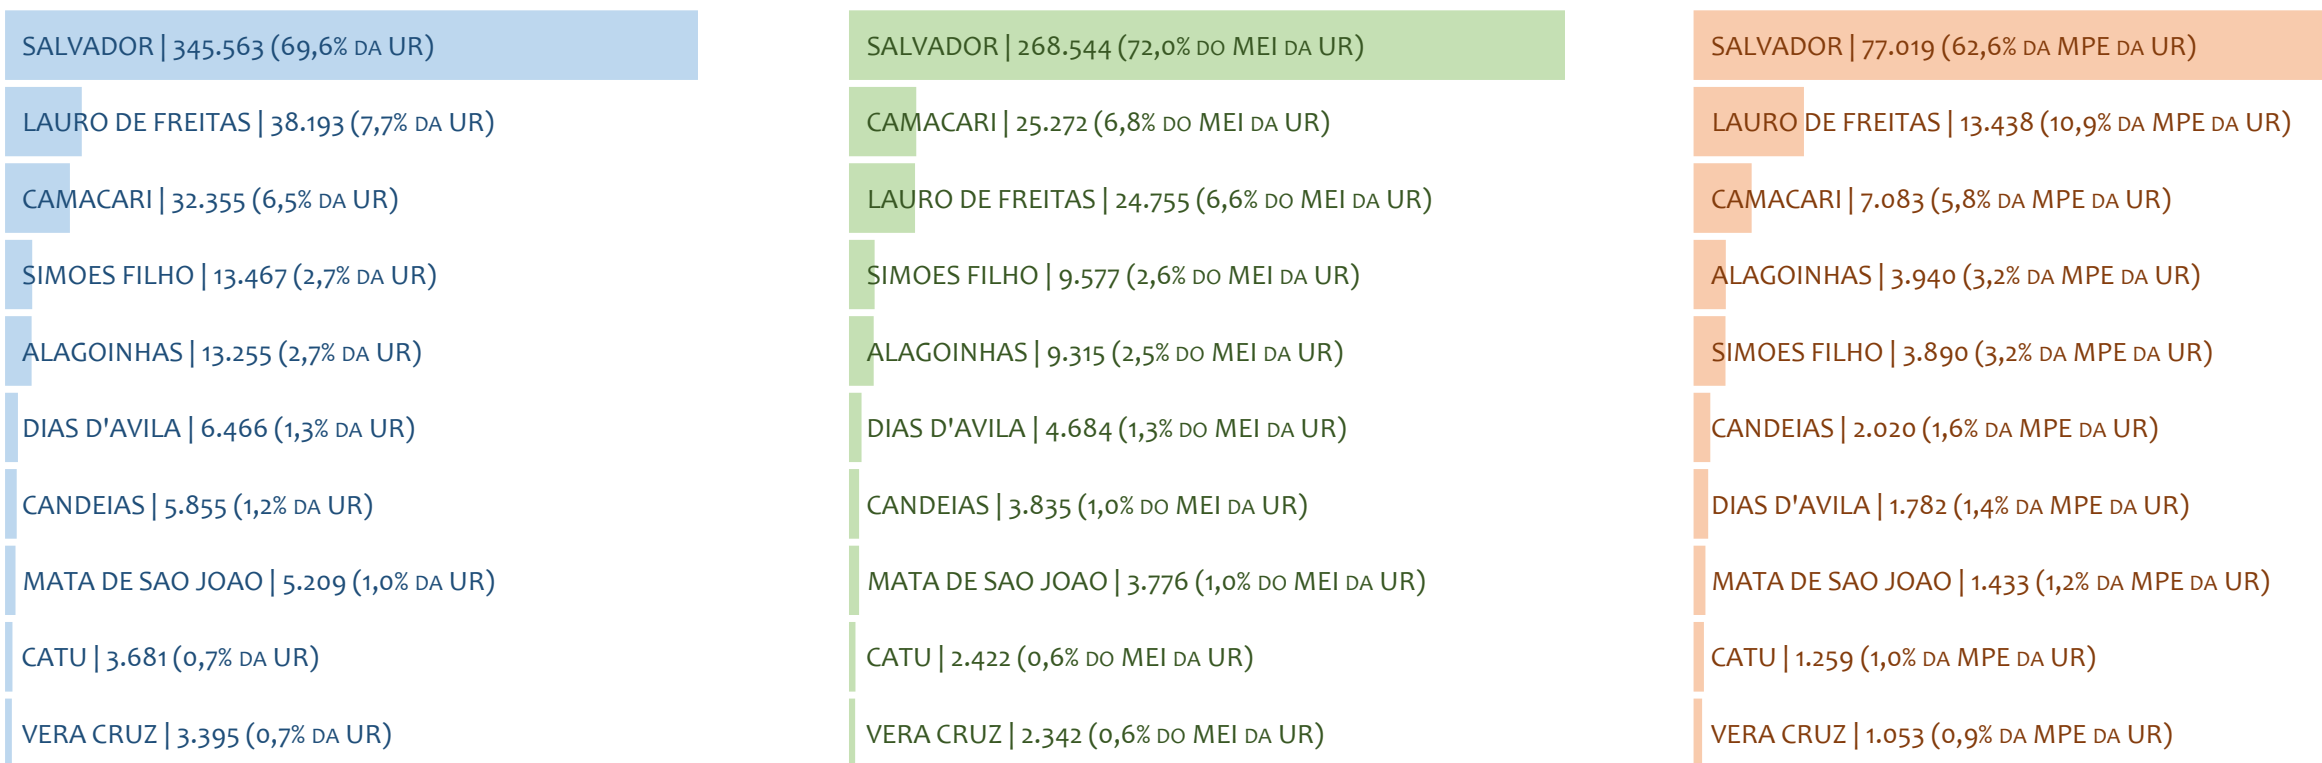 SALVADOR | 345.563 (69,6% DA UR)
LAURO DE FREITAS | 38.193 (7,7% DA UR)
CAMACARI | 32.355 (6,5% DA UR)
SIMOES FILHO | 13.467 (2,7% DA UR)
ALAGOINHAS | 13.255 (2,7% DA UR)
DIAS D'AVILA | 6.466 (1,3% DA UR)
CANDEIAS | 5.855 (1,2% DA UR)
MATA DE SAO JOAO | 5.209 (1,0% DA UR)
CATU | 3.681 (0,7% DA UR)
VERA CRUZ | 3.395 (0,7% DA UR)
SALVADOR | 268.544 (72,0% DO MEI DA UR)
CAMACARI | 25.272 (6,8% DO MEI DA UR)
LAURO DE FREITAS | 24.755 (6,6% DO MEI DA UR)
SIMOES FILHO | 9.577 (2,6% DO MEI DA UR)
ALAGOINHAS | 9.315 (2,5% DO MEI DA UR)
DIAS D'AVILA | 4.684 (1,3% DO MEI DA UR)
CANDEIAS | 3.835 (1,0% DO MEI DA UR)
MATA DE SAO JOAO | 3.776 (1,0% DO MEI DA UR)
CATU | 2.422 (0,6% DO MEI DA UR)
VERA CRUZ | 2.342 (0,6% DO MEI DA UR)
SALVADOR | 77.019 (62,6% DA MPE DA UR)
LAURO DE FREITAS | 13.438 (10,9% DA MPE DA UR)
CAMACARI | 7.083 (5,8% DA MPE DA UR)
ALAGOINHAS | 3.940 (3,2% DA MPE DA UR)
SIMOES FILHO | 3.890 (3,2% DA MPE DA UR)
CANDEIAS | 2.020 (1,6% DA MPE DA UR)
DIAS D'AVILA | 1.782 (1,4% DA MPE DA UR)
MATA DE SAO JOAO | 1.433 (1,2% DA MPE DA UR)
CATU | 1.259 (1,0% DA MPE DA UR)
VERA CRUZ | 1.053 (0,9% DA MPE DA UR)